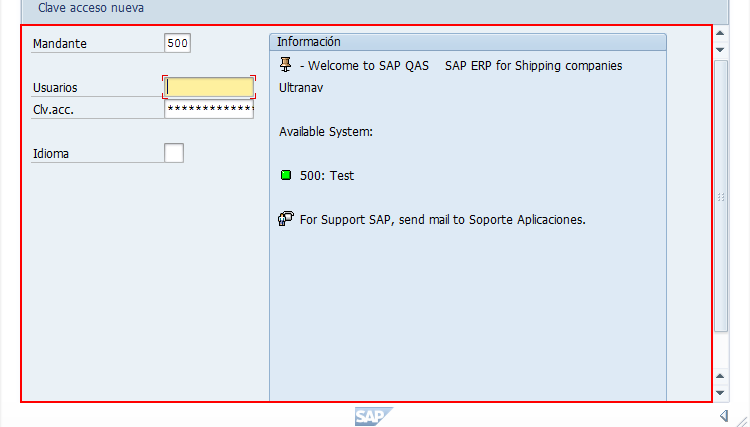 Clave acceso nueva
Mandante 500
Información
- Welcome to SAP QAS SAP ERP for Shipping companies
Usuarios
Ultranav
Clv.acc. *************
Available System:
Idioma
500: Test
For Support SAP, send mail to Soporte Aplicaciones.
SAP